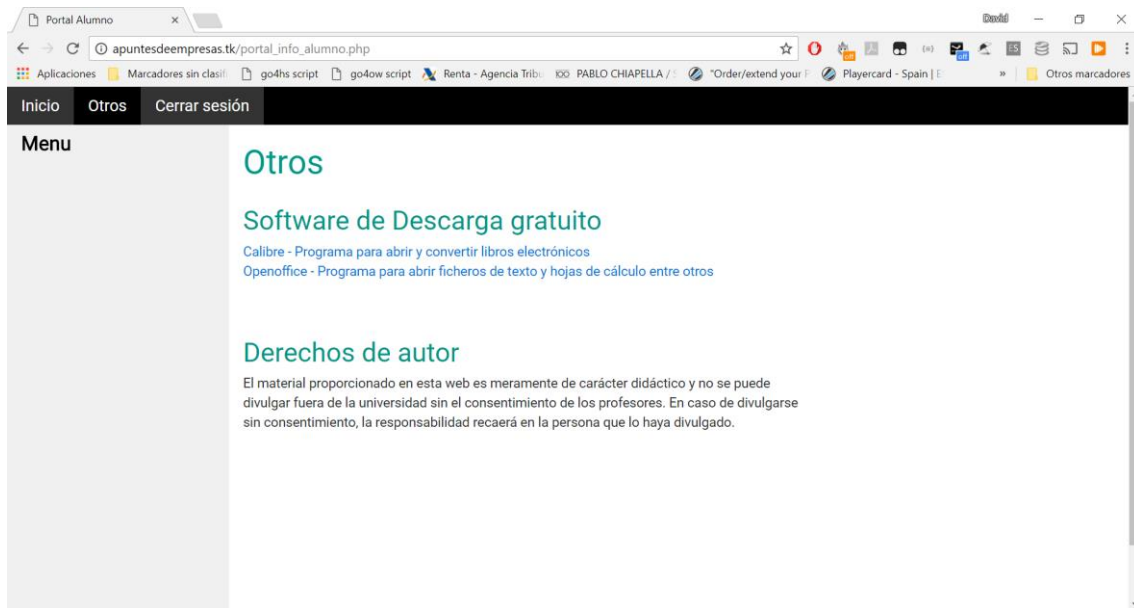 Portal Alumno
David
apuntesdeempresas.tk/portal_info_alumno.php
Aplicaciones Marcadores sin clasifi go4hs script go4ow script Renta - Agencia Tribu PABLO CHIAPELLA / "Order/extend your P Playercard - Spain | E » Otros marcadores
Inicio Otros Cerrar sesión
Menu
Otros
Software de Descarga gratuito
Calibre - Programa para abrir y convertir libros electrónicos
Openoffice - Programa para abrir ficheros de texto y hojas de cálculo entre otros
Derechos de autor
El material proporcionado en esta web es meramente de carácter didáctico y no se puede
divulgar fuera de la universidad sin el consentimiento de los profesores. En caso de divulgarse
sin consentimiento, la responsabilidad recaerá en la persona que lo haya divulgado.